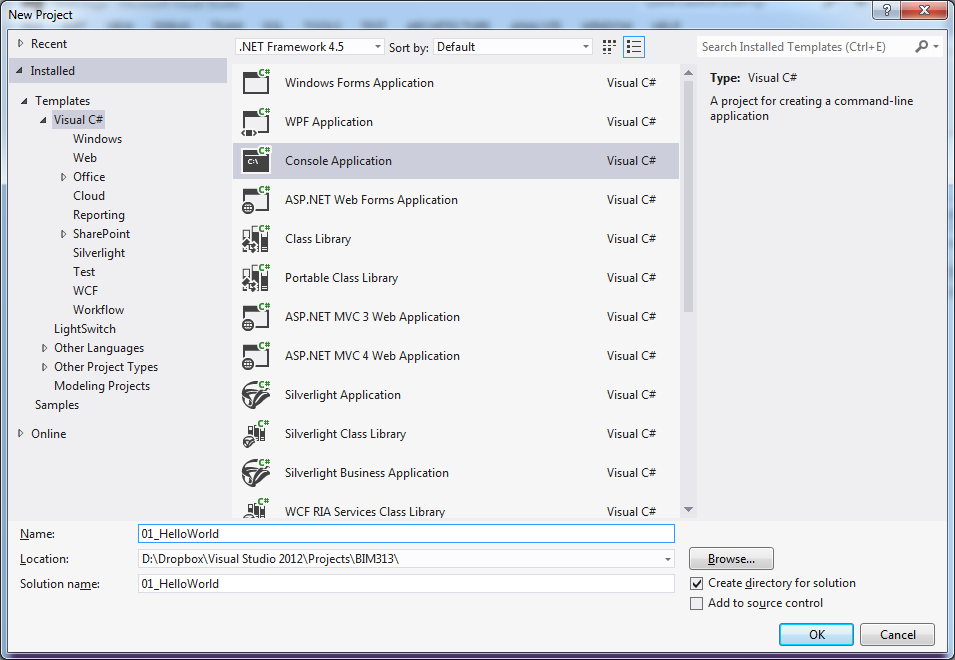 New Project
Recent
Installed
Templates
Visual C#
Windows
Web
Office
Cloud
Reporting
SharePoint
Silverlight
Test
WCF
Workflow
LightSwitch
Other Languages
Other Project Types
Modeling Projects
Samples
Online
.NET Framework 4.5 Sort by: Default
Windows Forms Application Visual C#
WPF Application Visual C#
Console Application Visual C#
ASP.NET Web Forms Application Visual C#
Class Library Visual C#
Portable Class Library Visual C#
ASP.NET MVC 3 Web Application Visual C#
ASP.NET MVC 4 Web Application Visual C#
Silverlight Application Visual C#
Silverlight Class Library Visual C#
Silverlight Business Application Visual C#
WCF RIA Services Class Library Visual C#
Search Installed Templates (Ctrl+E)
Type: Visual C#
A project for creating a command-line
application
Name: 01_HelloWorld
Location: D:\Dropbox\Visual Studio 2012\Projects\BIM313\ Browse...
Solution name: 01_HelloWorld
Create directory for solution
Add to source control
OK Cancel